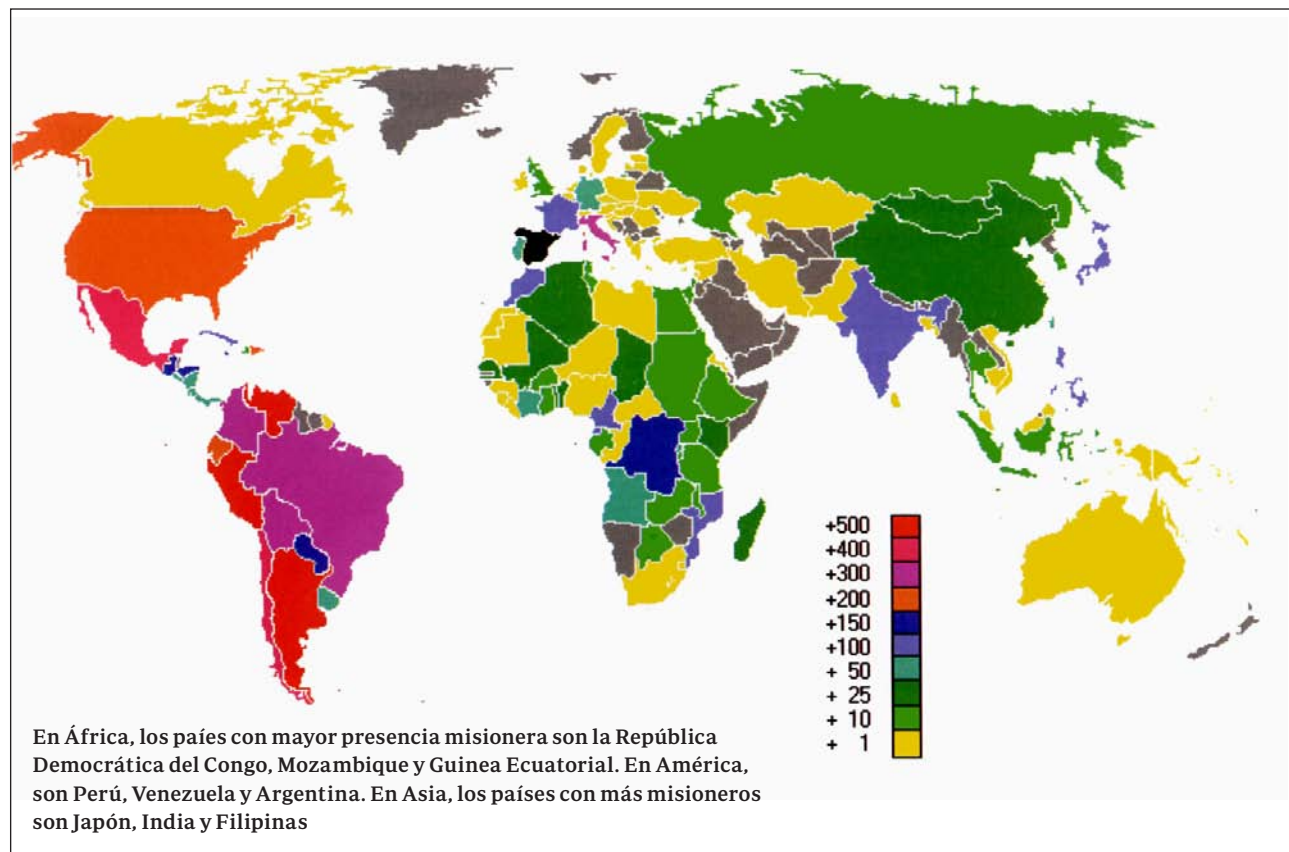 +500
+400
+300
+200
+150
+100
+ 50
+ 25
+ 10
+ 1
En África, los países con mayor presencia misionera son la República
Democrática del Congo, Mozambique y Guinea Ecuatorial. En América,
son Perú, Venezuela y Argentina. En Asia, los países con más misioneros
son Japón, India y Filipinas